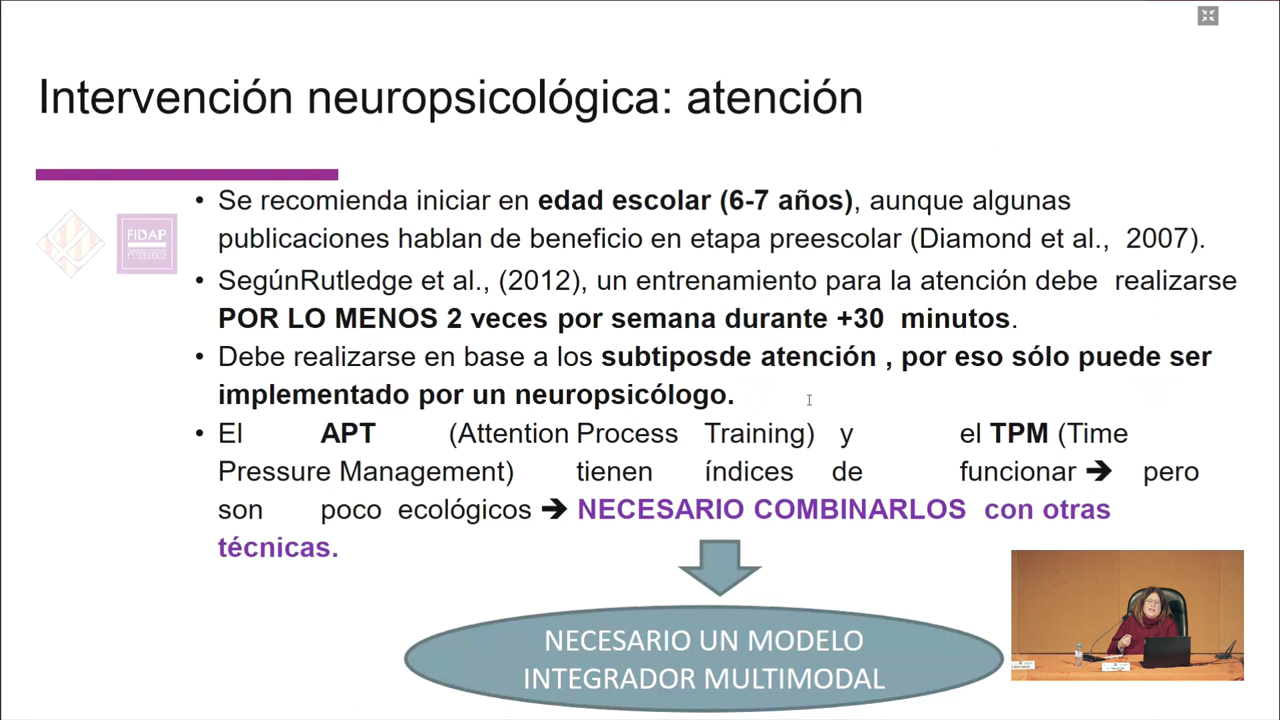 Intervención neuropsicológica: atención
• Se recomienda iniciar en edad escolar (6-7 años), aunque algunas
publicaciones hablan de beneficio en etapa preescolar (Diamond et al., 2007).
• SegúnRutledge et al., (2012), un entrenamiento para la atención debe realizarse
POR LO MENOS 2 veces por semana durante +30 minutos.
• Debe realizarse en base a los subtiposde atención , por eso sólo puede ser
implementado por un neuropsicólogo.
• El APT (Attention Process Training) y el TPM (Time
Pressure Management) tienen índices de funcionar ➔ pero
son poco ecológicos ➔ NECESARIO COMBINARLOS con otras
técnicas.
FIDAP
NECESARIO UN MODELO
INTEGRADOR MULTIMODAL